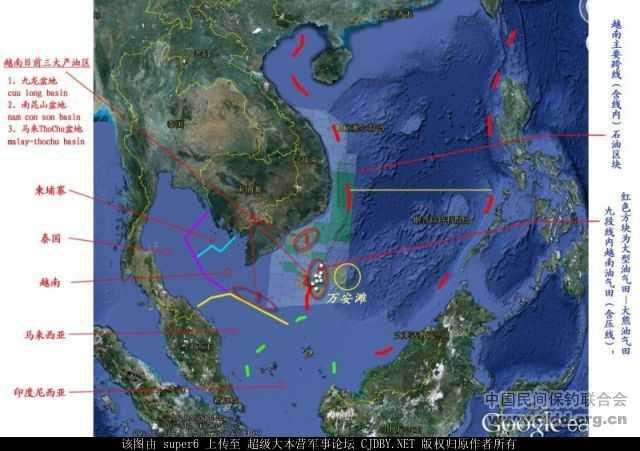 越南目前三大产油区
1. 九龙盆地
cuu long basin
2. 南昆山盆地
nam con son basin
3. 马来ThoChu盆地
malay-thochu basin
柬埔寨
泰国
越南
马来西亚
印度尼西亚
泰国
万安滩
越南主要跨线（含线内）石油区块
红色方块为大型油气田—大熊油气田
九段线内越南油气田（含压线）：
中国民间保钓联合会
Google
该图由 super6 上传至 超级大本营军事论坛 CJDBY.NET 版权归原作者所有